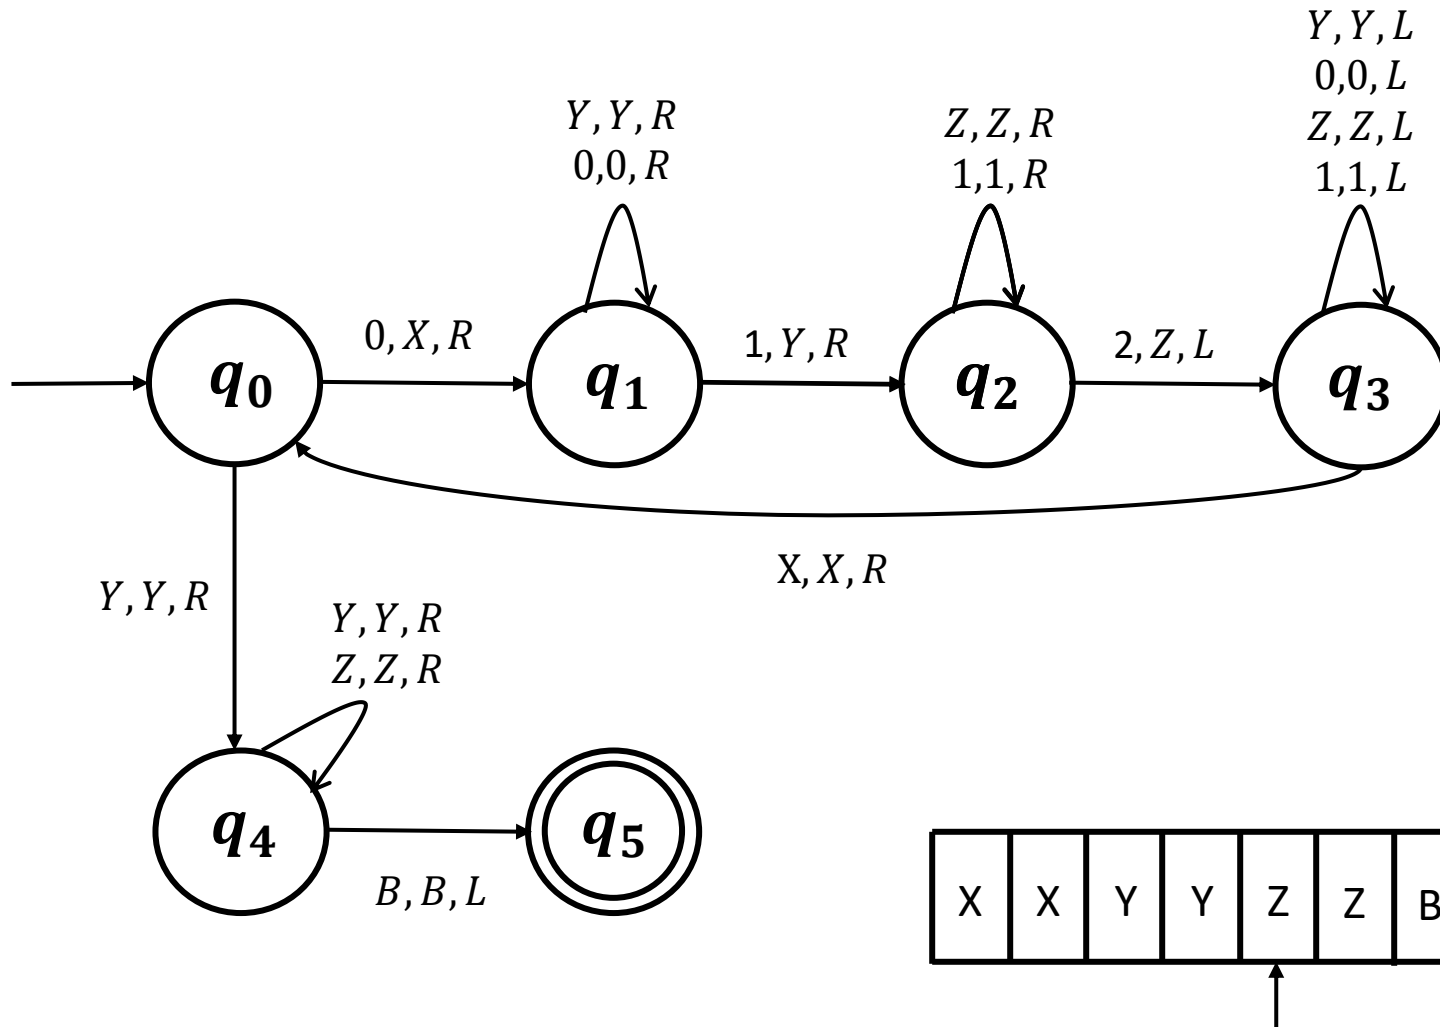 Y, Y, L
0,0, L
Z, Z, L
1,1, L
Y, Y, R
0,0, R
Z, Z, R
1,1, R
0, X, R
1, Y, R
2, Z, L
q0
q1
q2
q3
X, X, R
Y, Y, R
Y, Y, R
Z, Z, R
q4
q5
B, B, L
X X Y Y Z Z B